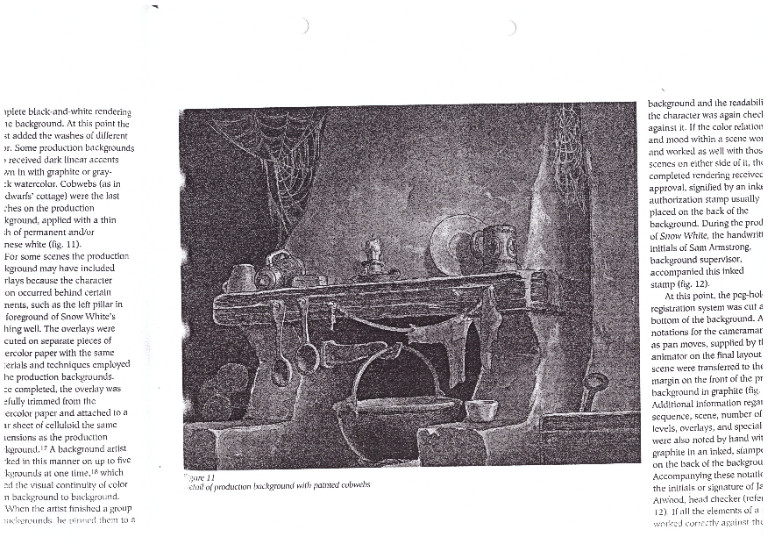 plete black-and-white rendering
he background. At this point the
st added the washes of different
or. Some production backgrounds
received dark linear accents
wn in with graphite or gray-
ck watercolor. Cobwebs (as in
dwarfs' cottage) were the last
ches on the production
kground, applied with a thin
sh of permanent and/or
nese white (fig. 11).
For some scenes the production
kground may have included
rlays because the character
on occurred behind certain
nents, such as the left pillar in
foreground of Snow White's
hing well. The overlays were
cuted on separate pieces of
ercolor paper with the same
terials and techniques employed
he production backgrounds.
ce completed, the overlay was
efully trimmed from the
ercolor paper and attached to a
ar sheet of celluloid the same
ensions as the production
kground.17 A background artist
rked in this manner on up to five
kgrounds at one time,18 which
ed the visual continuity of color
n background to background.
When the artist finished a group
ackgrounds, he pinned them to a
gure 11
etail of production background with painted cobwebs
background and the readabili
the character was again chec
against it. If the color relation
and mood within a scene wor
and worked as well with thos
scenes on either side of it, the
completed rendering received
approval, signified by an inke
authorization stamp usually
placed on the back of the
background. During the prod
of Snow White, the handwritt
initials of Sam Armstrong,
background supervisor,
accompanied this inked
stamp (fig. 12).
At this point, the peg-hol
registration system was cut a
bottom of the background. A
notations for the cameraman
as pan moves, supplied by th
animator on the final layout
scene were transferred to the
margin on the front of the pr
background in graphite (fig.
Additional information regar
sequence, scene, number of
levels, overlays, and special
were also noted by hand wit
graphite in an inked, stampe
on the back of the backgrou
Accompanying these notatio
the initials or signature of Ja
Atwood, head checker (refer
12). If all the elements of a
worked correctly against the